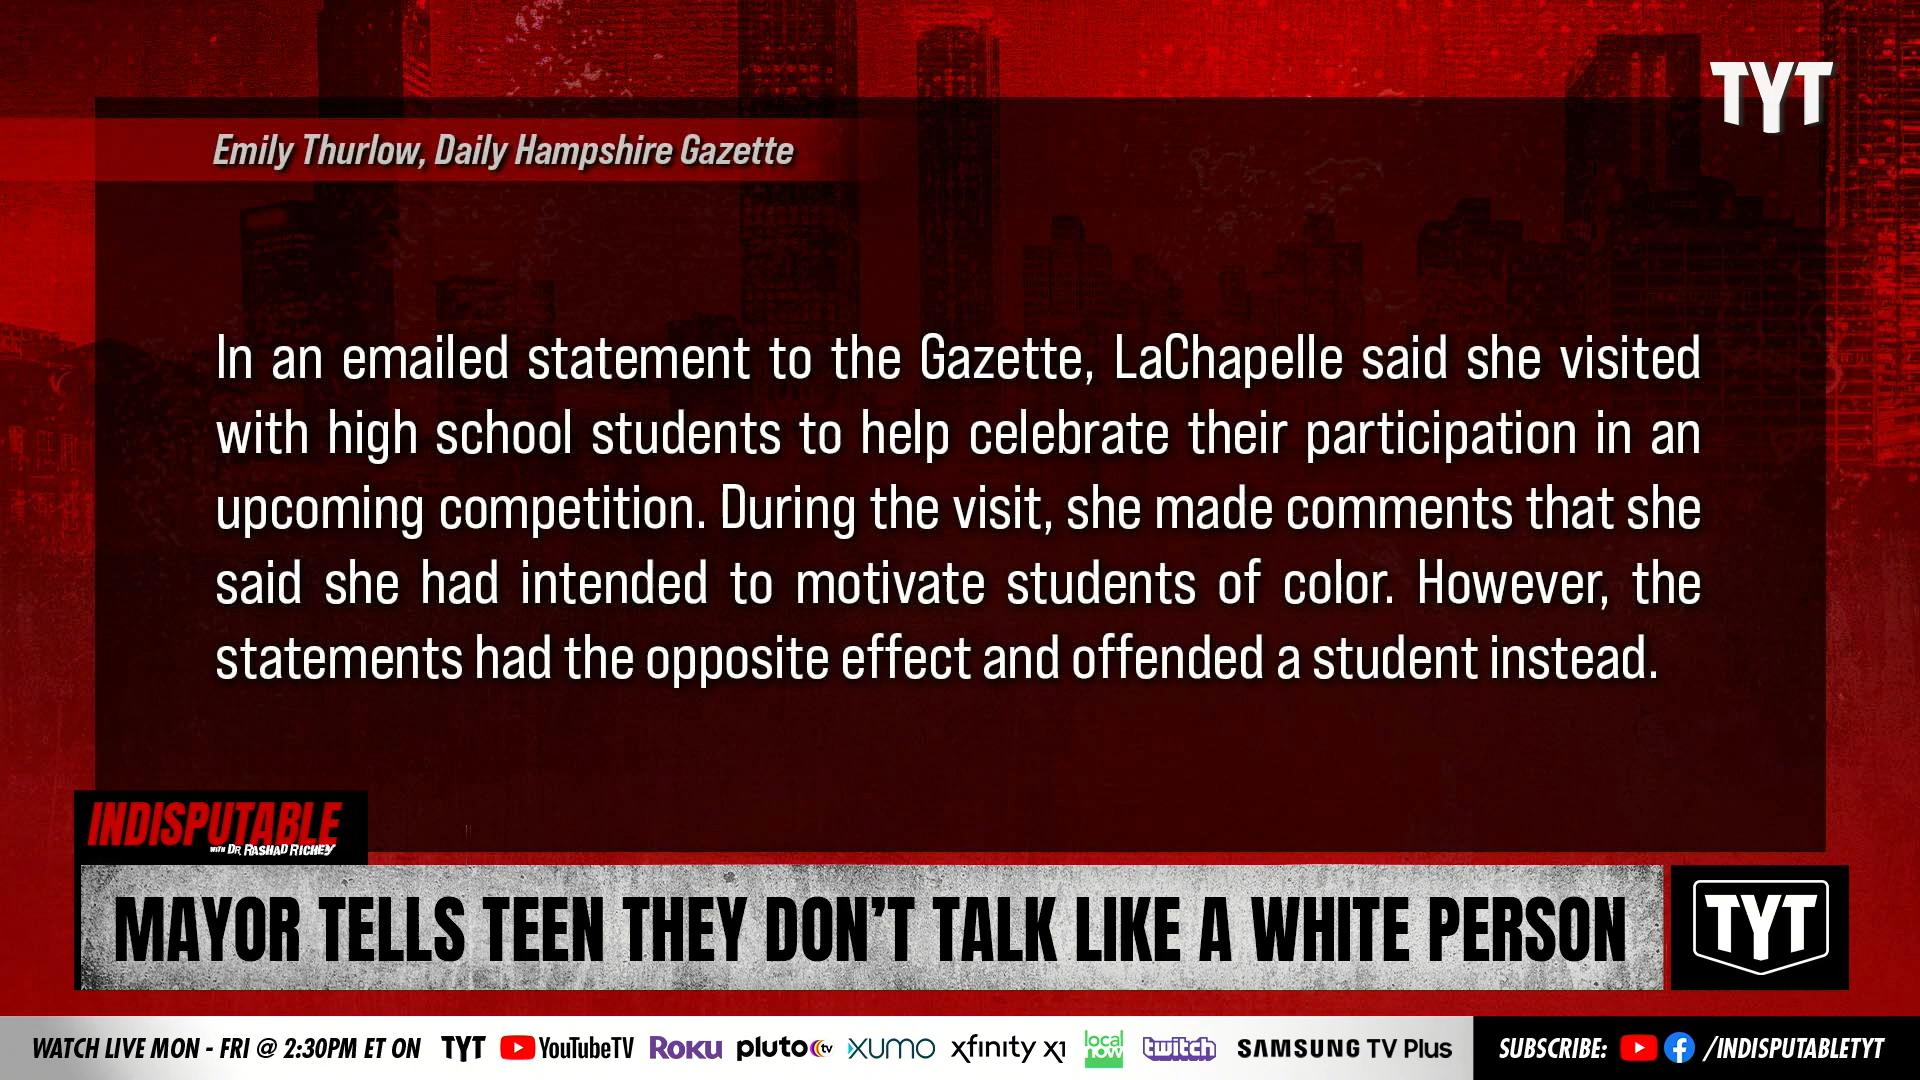 TYT
Emily Thurlow, Daily Hampshire Gazette
In an emailed statement to the Gazette, LaChapelle said she visited
with high school students to help celebrate their participation in an
upcoming competition. During the visit, she made comments that she
said she had intended to motivate students of color. However, the
statements had the opposite effect and offended a student instead.
INDISPUTABLE
WITH DR RASHAD RICHEY
MAYOR TELLS TEEN THEY DON'T TALK LIKE A WHITE PERSON
TYT
WATCH LIVE MON - FRI @ 2:30PM ET ON TYT YouTubeTV ROKU pluto tv XUMO xfinity x1 local now twitch SAMSUNG TV Plus SUBSCRIBE: /INDISPUTABLETYT